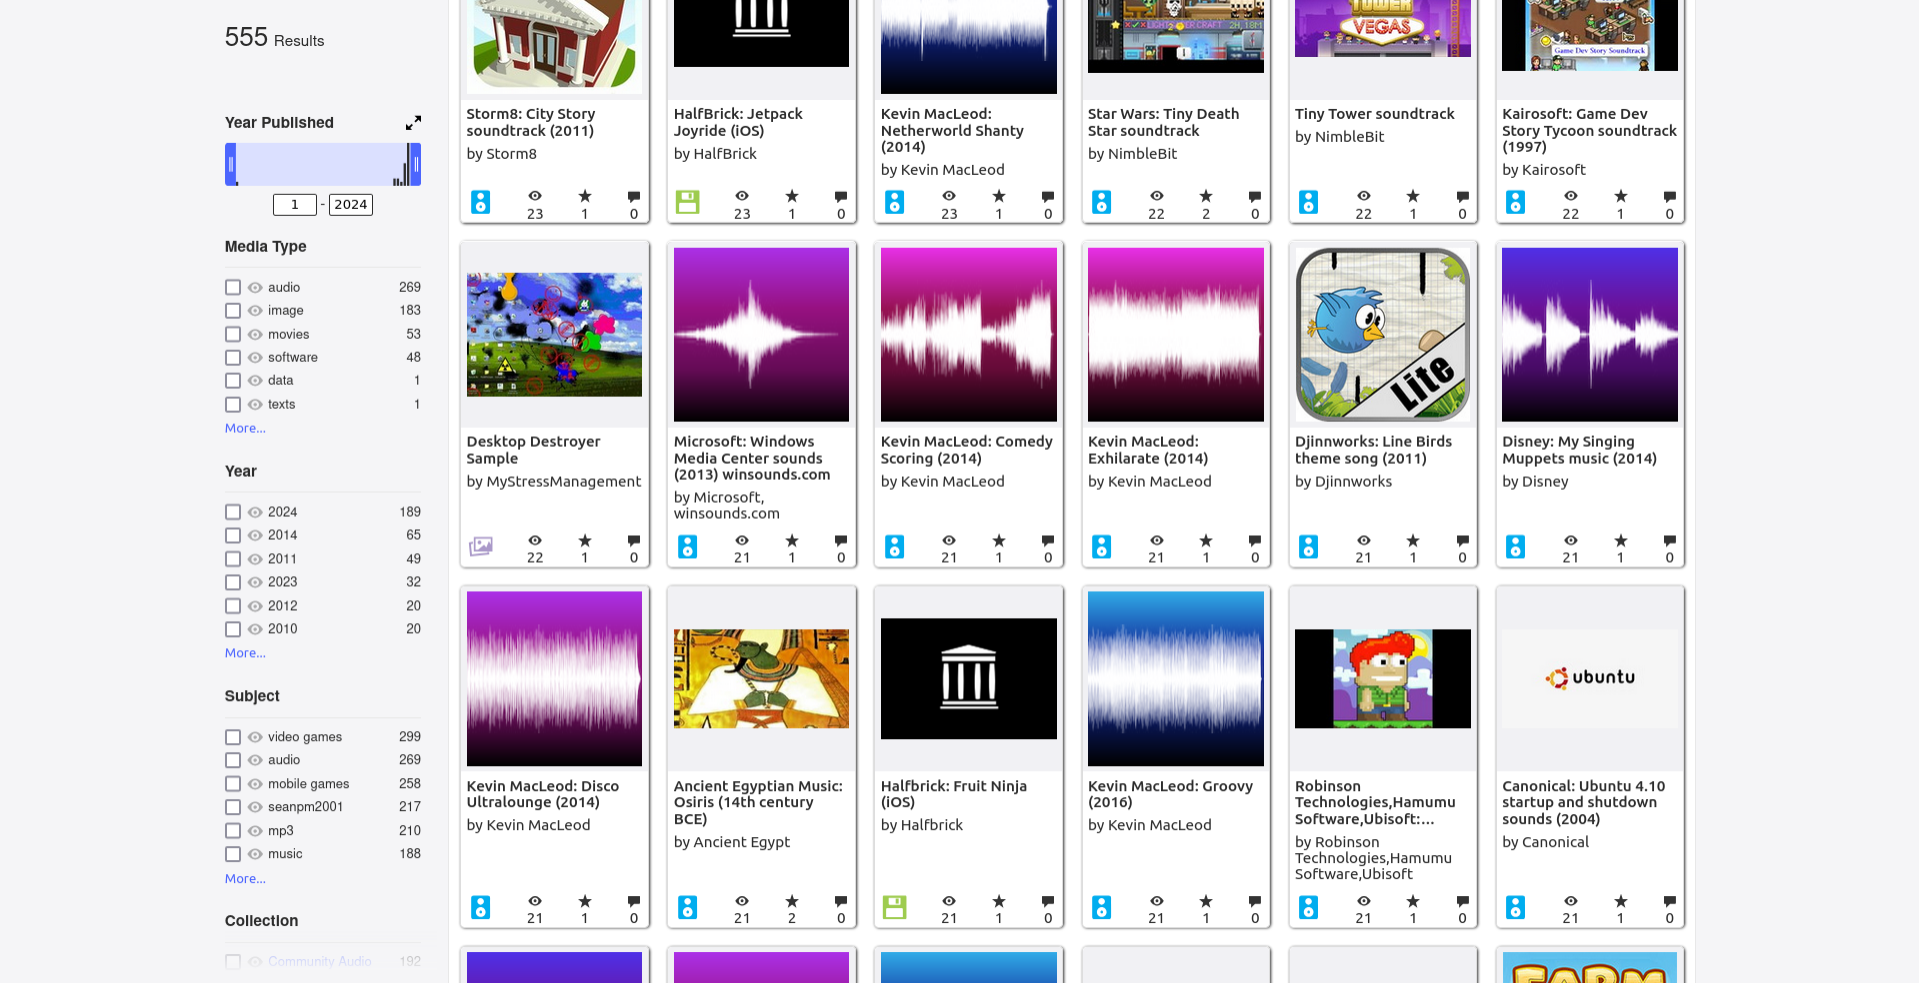 555 Results
Year Published
1 - 2024
Media Type
audio 269
image 183
movies 53
software 48
data 1
texts 1
More...
Year
2024 189
2014 65
2011 49
2023 32
2012 20
2010 20
More...
Subject
video games 299
audio 269
mobile games 258
seanpm2001 217
mp3 210
music 188
More...
Collection
Community Audio 192
Storm8: City Story
soundtrack (2011)
by Storm8
23 1 0
HalfBrick: Jetpack
Joyride (iOS)
by HalfBrick
23 1 0
Kevin MacLeod:
Netherworld Shanty
(2014)
by Kevin MacLeod
23 1 0
Star Wars: Tiny Death
Star soundtrack
by NimbleBit
22 2 0
TOWER
VEGAS
Tiny Tower soundtrack
by NimbleBit
22 1 0
Game Dev Story Soundtrack
Kairosoft: Game Dev
Story Tycoon soundtrack
(1997)
by Kairosoft
22 1 0
Desktop Destroyer
Sample
by MyStressManagement
22 1 0
Microsoft: Windows
Media Center sounds
(2013) winsounds.com
by Microsoft,
winsounds.com
21 1 0
Kevin MacLeod: Comedy
Scoring (2014)
by Kevin MacLeod
21 1 0
Kevin MacLeod:
Exhilarate (2014)
by Kevin MacLeod
21 1 0
Lite
Djinnworks: Line Birds
theme song (2011)
by Djinnworks
21 1 0
Disney: My Singing
Muppets music (2014)
by Disney
21 1 0
Kevin MacLeod: Disco
Ultralounge (2014)
by Kevin MacLeod
21 1 0
Ancient Egyptian Music:
Osiris (14th century
BCE)
by Ancient Egypt
21 2 0
Halfbrick: Fruit Ninja
(iOS)
by Halfbrick
21 1 0
Kevin MacLeod: Groovy
(2016)
by Kevin MacLeod
21 1 0
Robinson
Technologies,Hamumu
Software,Ubisoft:...
by Robinson
Technologies,Hamumu
Software,Ubisoft
21 1 0
ubuntu
Canonical: Ubuntu 4.10
startup and shutdown
sounds (2004)
by Canonical
21 1 0
FARM